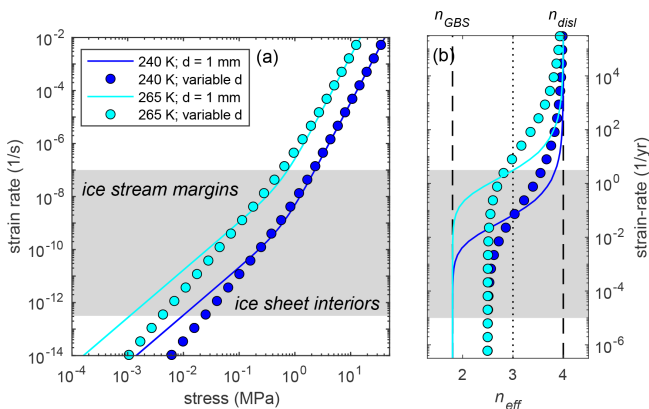 n_GBS
n_disl
(a)
(b)
240 K; d = 1 mm
240 K; variable d
265 K; d = 1 mm
265 K; variable d
ice stream margins
ice sheet interiors
strain rate (1/s)
10^-2
10^-4
10^-6
10^-8
10^-10
10^-12
10^-14
10^-4
10^-3
10^-2
10^-1
10^0
10^1
stress (MPa)
2
3
4
n_eff
10^4
10^2
10^0
10^-2
10^-4
10^-6
strain-rate (1/yr)